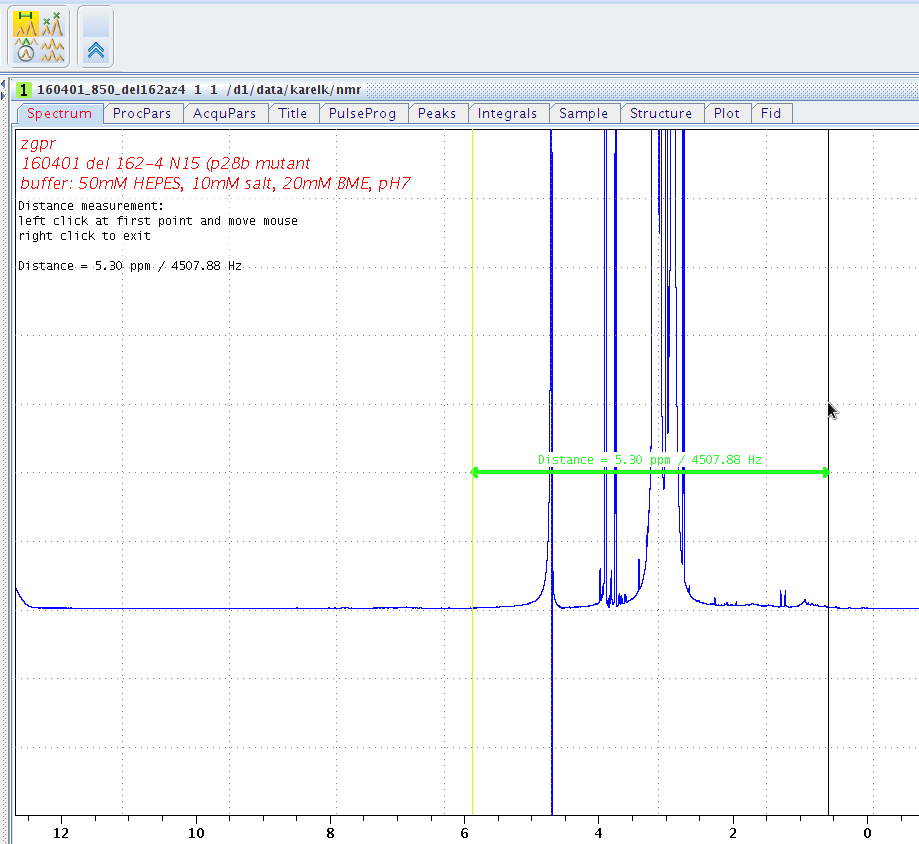 1 160401_850_del162az4 1 1 /d1/data/karelk/nmr
Spectrum ProcPars AcquPars Title PulseProg Peaks Integrals Sample Structure Plot Fid
zgpr
160401 del 162-4 N15 (p28b mutant
buffer: 50mM HEPES, 10mM salt, 20mM BME, pH7
Distance measurement:
left click at first point and move mouse
right click to exit
Distance = 5.30 ppm / 4507.88 Hz
Distance = 5.30 ppm / 4507.88 Hz
12 10 8 6 4 2 0